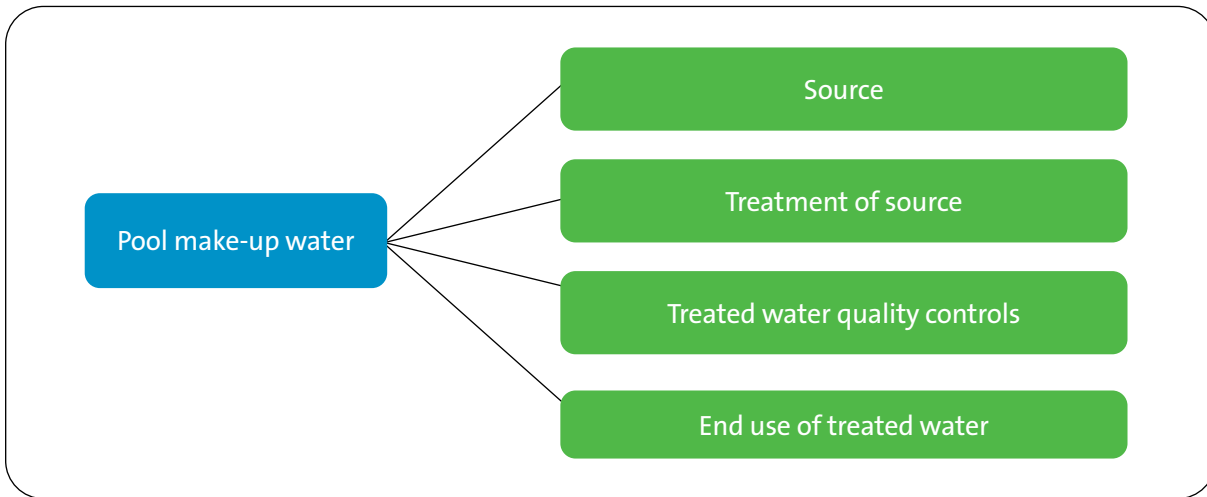 Source
Treatment of source
Pool make-up water
Treated water quality controls
End use of treated water